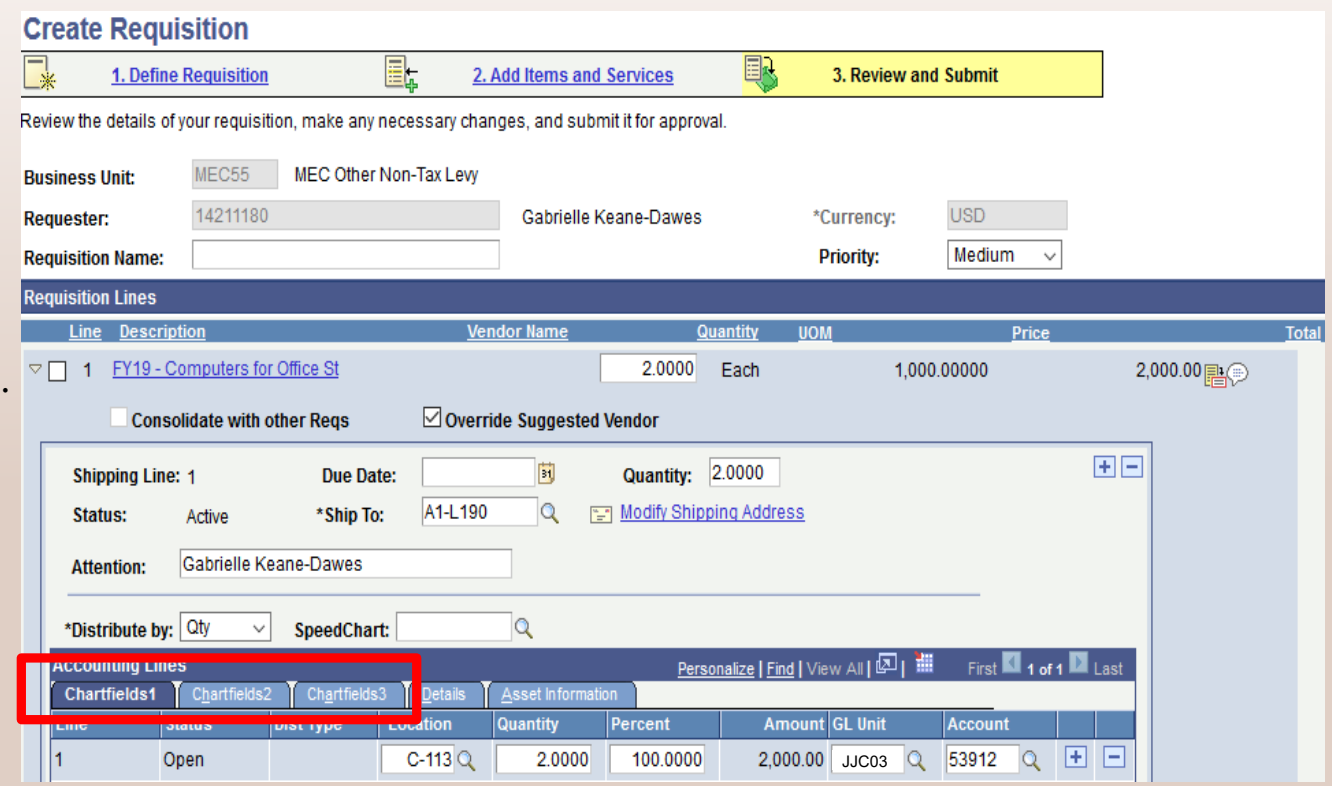 Create Requisition
1. Define Requisition 2. Add Items and Services 3. Review and Submit
Review the details of your requisition, make any necessary changes, and submit it for approval.
Business Unit: MEC55 MEC Other Non-Tax Levy
Requester: 14211180 Gabrielle Keane-Dawes *Currency: USD
Requisition Name: Priority: Medium
Requisition Lines
Line Description Vendor Name Quantity UOM Price Total
1 FY19 - Computers for Office St 2.0000 Each 1,000.00000 2,000.00
Consolidate with other Reqs Override Suggested Vendor
Shipping Line: 1 Due Date: 31 Quantity: 2.0000
Status: Active *Ship To: A1-L190 Modify Shipping Address
Attention: Gabrielle Keane-Dawes
*Distribute by: Qty SpeedChart:
Accounting Lines Personalize | Find | View All | | First 1 of 1 Last
Chartfields1 Chartfields2 Chartfields3 Details Asset Information
Line Status Dist Type Location Quantity Percent Amount GL Unit Account
1 Open C-113 2.0000 100.0000 2,000.00 JJC03 53912